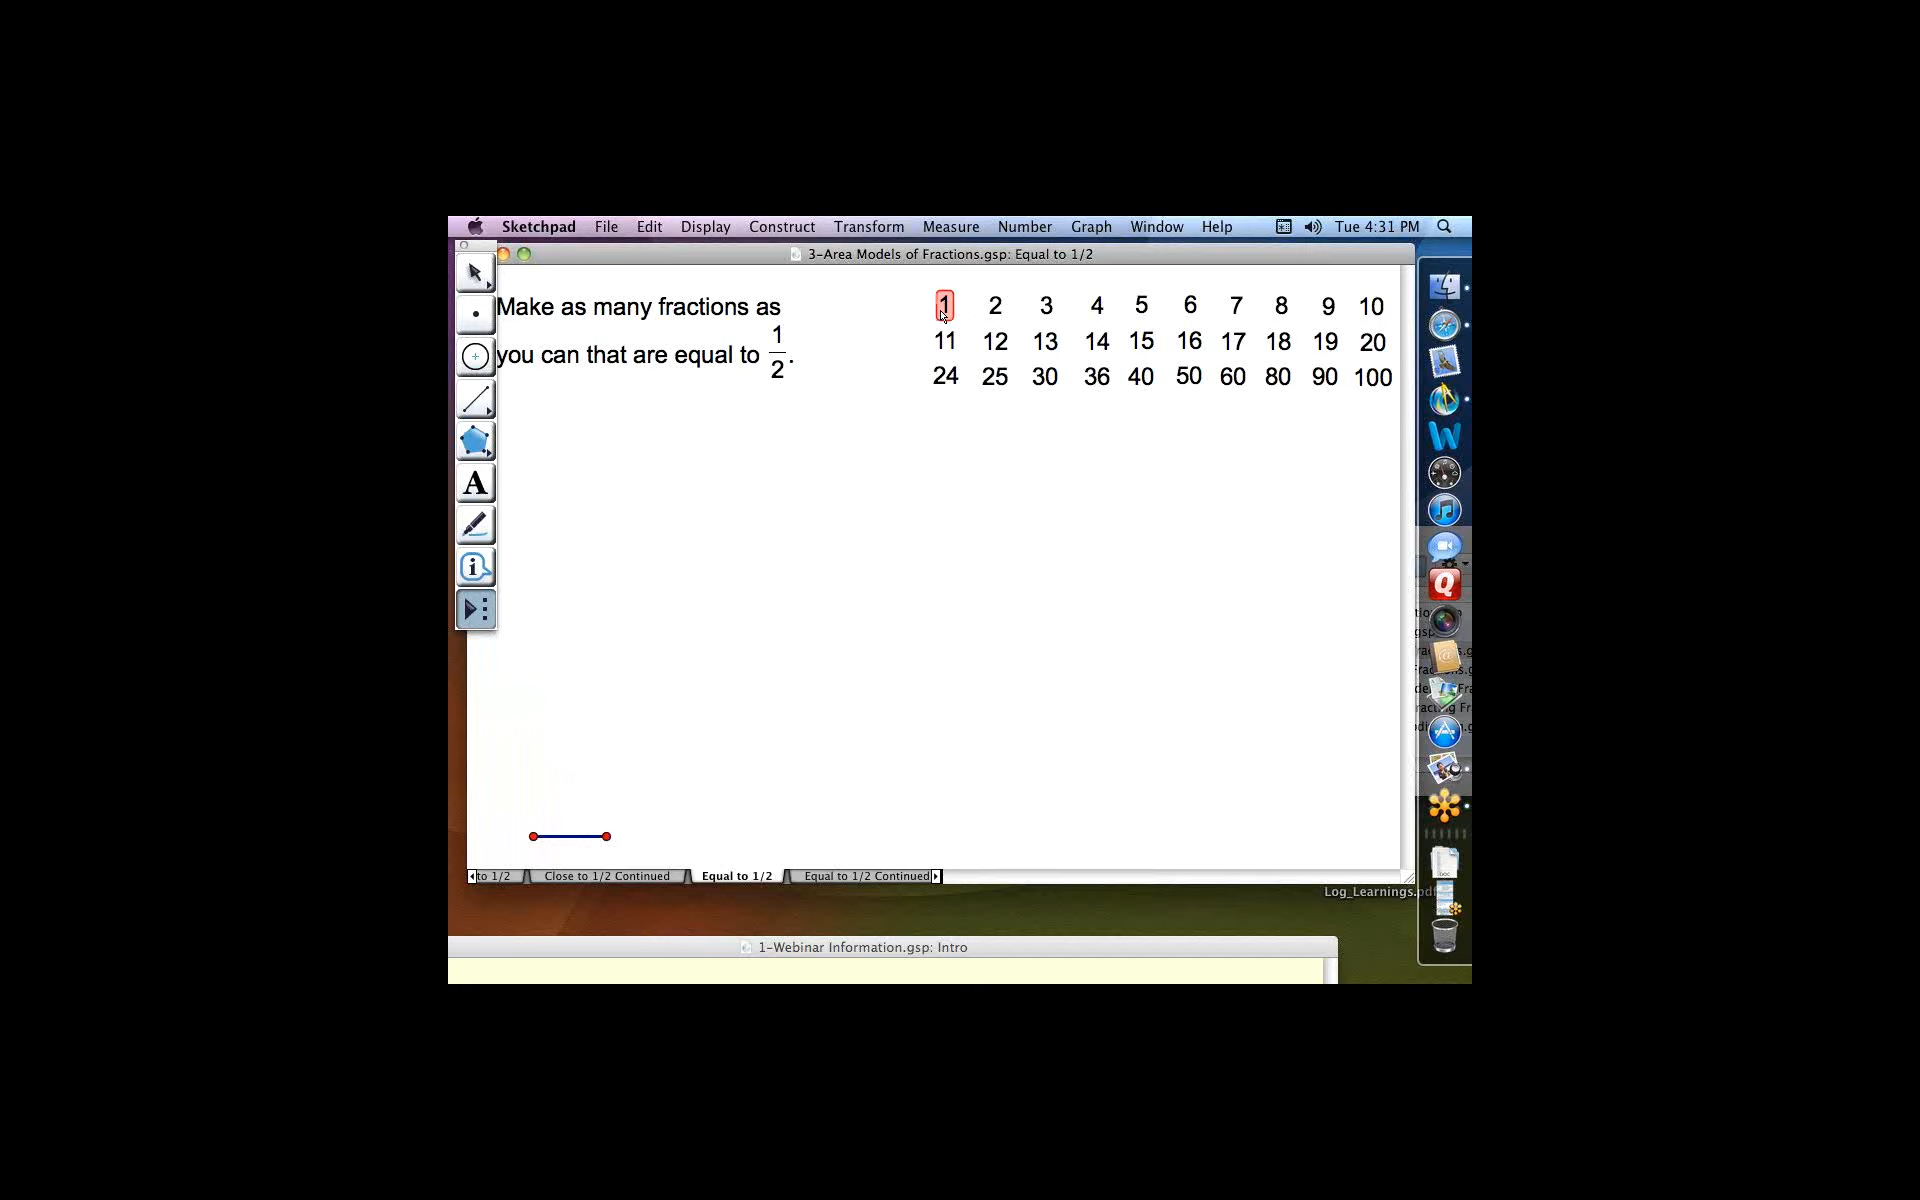 Sketchpad File Edit Display Construct Transform Measure Number Graph Window Help Tue 4:31 PM
3-Area Models of Fractions.gsp: Equal to 1/2
Make as many fractions as
you can that are equal to 1/2.
1 2 3 4 5 6 7 8 9 10
11 12 13 14 15 16 17 18 19 20
24 25 30 36 40 50 60 80 90 100
A
to 1/2 Close to 1/2 Continued Equal to 1/2 Equal to 1/2 Continued
Log_Learnings.pdf
1-Webinar Information.gsp: Intro